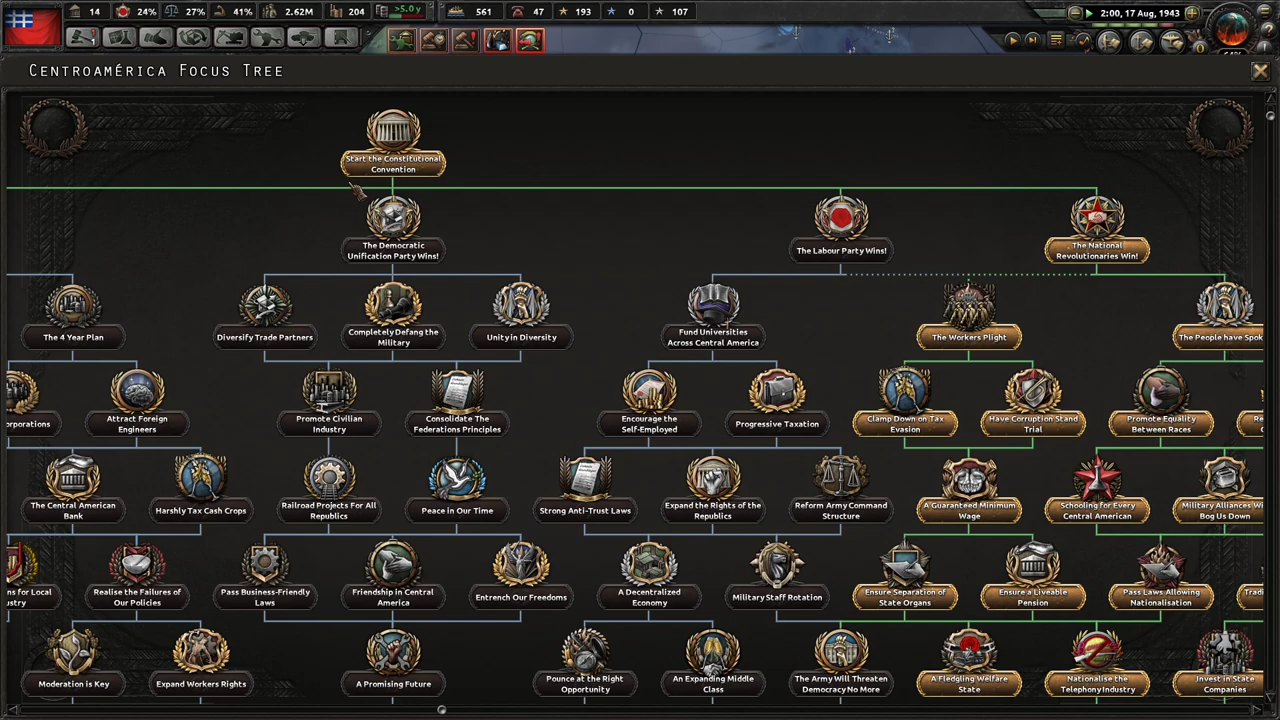 14
24%
27%
41%
2.62M
204
>5.0 y
561
47
193
0
107
2:00, 17 Aug, 1943
Centroamérica Focus Tree
Start the Constitutional
Convention
The Democratic
Unification Party Wins!
The Labour Party Wins!
The National
Revolutionaries Win!
The 4 Year Plan
Diversify Trade Partners
Completely Defang the
Military
Unity in Diversity
Fund Universities
Across Central America
The Workers Plight
The People have Spok
orporations
Attract Foreign
Engineers
Promote Civilian
Industry
Consolidate The
Federations Principles
Encourage the
Self-Employed
Progressive Taxation
Clamp Down on Tax
Evasion
Have Corruption Stand
Trial
Promote Equality
Between Races
The Central American
Bank
Harshly Tax Cash Crops
Railroad Projects For All
Republics
Peace in Our Time
Strong Anti-Trust Laws
Expand the Rights of the
Republics
Reform Army Command
Structure
A Guaranteed Minimum
Wage
Schooling for Every
Central American
Military Alliances Wi
Bog Us Down
ns for Local
ustry
Realise the Failures of
Our Policies
Pass Business-Friendly
Laws
Friendship in Central
America
Entrench Our Freedoms
A Decentralized
Economy
Military Staff Rotation
Ensure Separation of
State Organs
Ensure a Liveable
Pension
Pass Laws Allowing
Nationalisation
Trad
Moderation is Key
Expand Workers Rights
A Promising Future
Pounce at the Right
Opportunity
An Expanding Middle
Class
The Army Will Threaten
Democracy No More
A Fledgling Welfare
State
Nationalise the
Telephony Industry
Invest in State
Companies